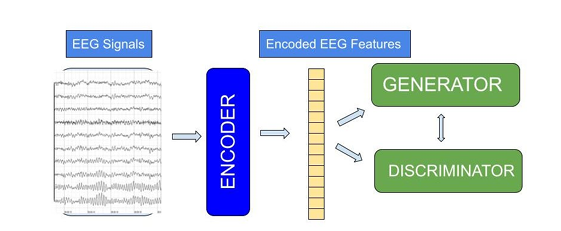 EEG Signals
Encoded EEG Features
ENCODER
GENERATOR
DISCRIMINATOR